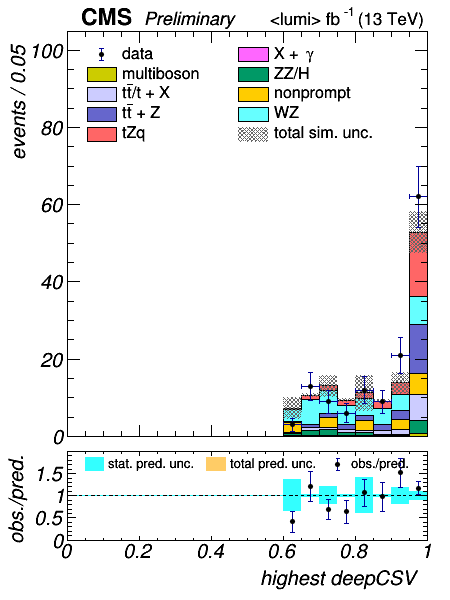 CMS Preliminary <lumi> fb⁻¹ (13 TeV)
events / 0.05
100
80
60
40
20
0
data
multiboson
tt̄/t + X
tt̄ + Z
tZq
X + γ
ZZ/H
nonprompt
WZ
total sim. unc.
obs./pred.
1.5
1
0.5
0
stat. pred. unc. total pred. unc. obs./pred.
0 0.2 0.4 0.6 0.8 1
highest deepCSV